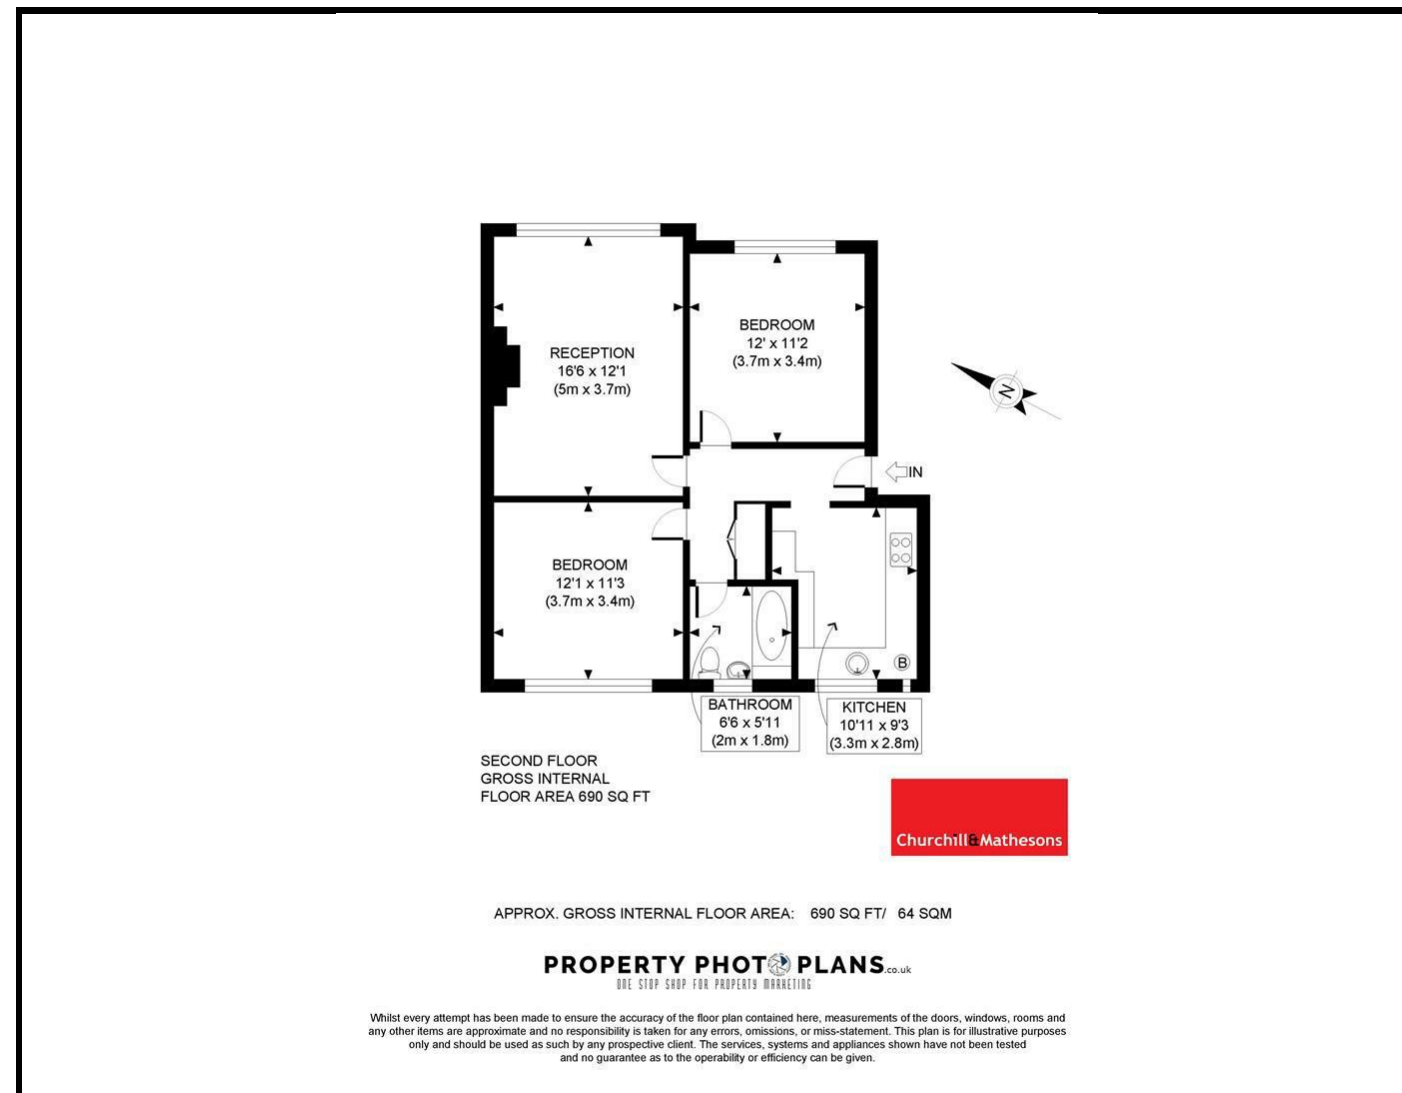 RECEPTION
16'6 x 12'1
(5m x 3.7m)
BEDROOM
12' x 11'2
(3.7m x 3.4m)
N
IN
BEDROOM
12'1 x 11'3
(3.7m x 3.4m)
B
BATHROOM
6'6 x 5'11
(2m x 1.8m)
KITCHEN
10'11 x 9'3
(3.3m x 2.8m)
SECOND FLOOR
GROSS INTERNAL
FLOOR AREA 690 SQ FT
Churchill&Mathesons
APPROX. GROSS INTERNAL FLOOR AREA: 690 SQ FT/ 64 SQM
PROPERTY PHOTO PLANS.co.uk
ONE STOP SHOP FOR PROPERTY MARKETING
Whilst every attempt has been made to ensure the accuracy of the floor plan contained here, measurements of the doors, windows, rooms and
any other items are approximate and no responsibility is taken for any errors, omissions, or miss-statement. This plan is for illustrative purposes
only and should be used as such by any prospective client. The services, systems and appliances shown have not been tested
and no guarantee as to the operability or efficiency can be given.